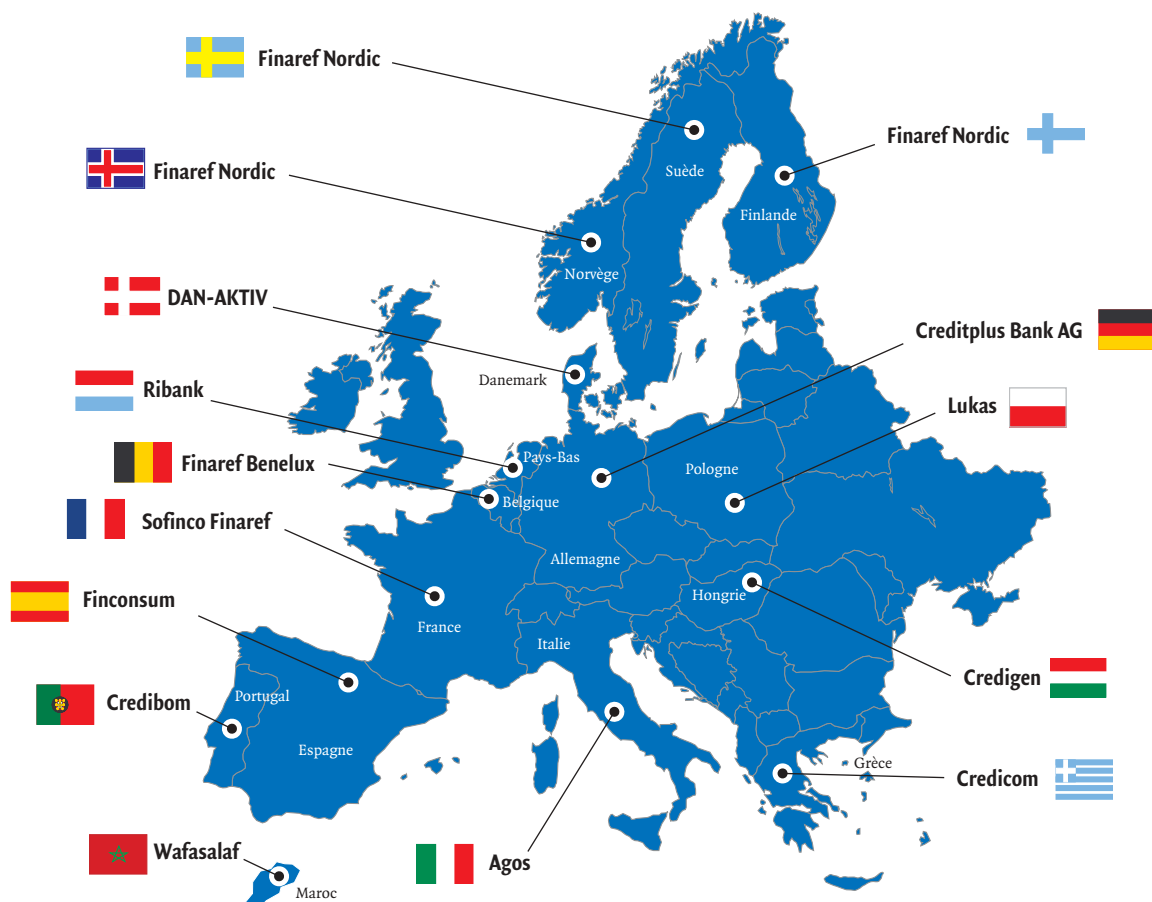 Finaref Nordic
Finaref Nordic
Suède
Finaref Nordic
Finlande
Norvège
DAN-AKTIV
Creditplus Bank AG
Danemark
Ribank
Lukas
Pays-Bas
Finaref Benelux
Pologne
Belgique
Sofinco Finaref
Allemagne
Hongrie
Finconsum
France
Italie
Credigen
Portugal
Credibom
Espagne
Grèce
Credicom
Wafasalaf
Agos
Maroc